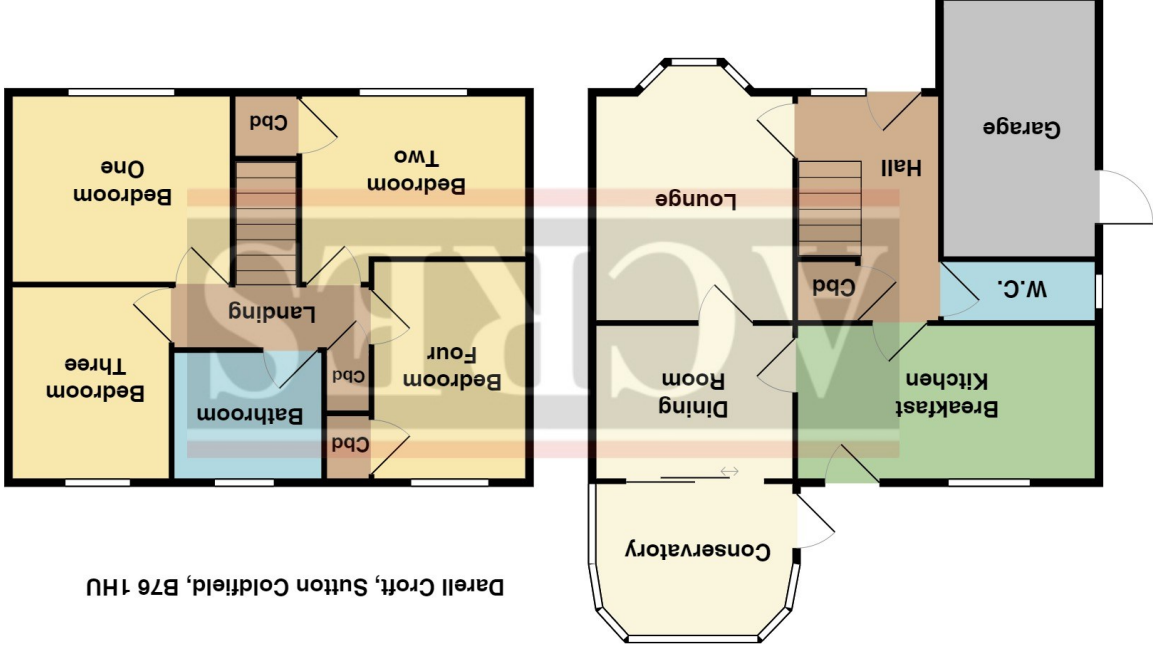 Darell Croft, Sutton Coldfield, B76 1HU
Conservatory
Breakfast
Kitchen
Dining
Room
W.C.
Cbd
Lounge
Hall
Garage
Cbd
Bedroom
Four
Cbd
Bathroom
Bedroom
Three
Landing
Bedroom
Two
Cbd
Bedroom
One
ACRES